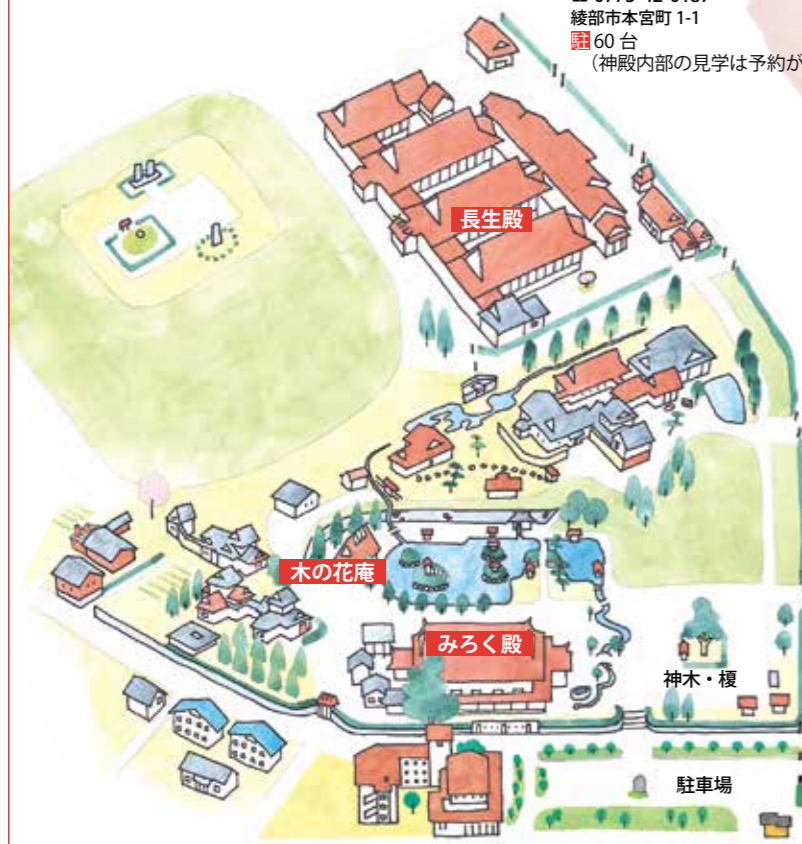 綾部市本宮町 1-1
駐 60 台
(神殿内部の見学は予約が
長生殿
木の花庵
みろく殿
神木・榎
駐車場